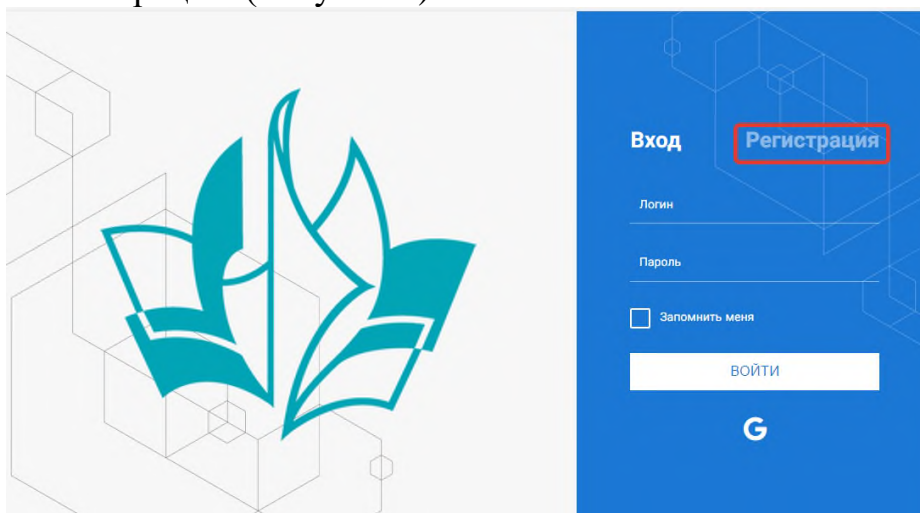 Вход Регистрация
Логин
Пароль
Запомнить меня
ВОЙТИ
G